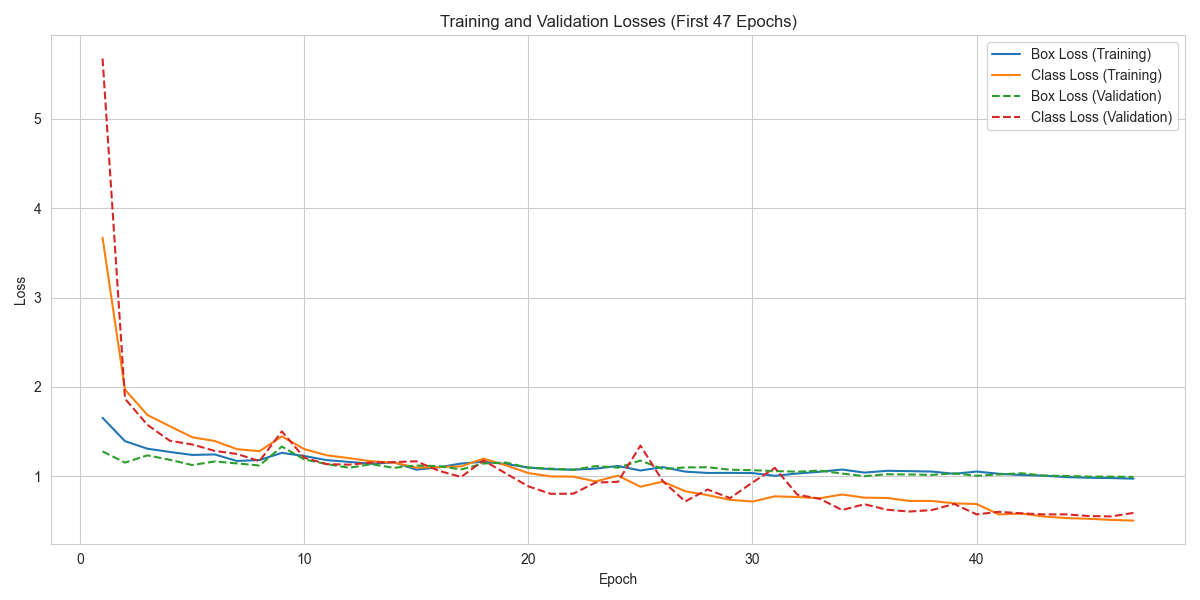 Training and Validation Losses (First 47 Epochs)
Box Loss (Training)
Class Loss (Training)
Box Loss (Validation)
Class Loss (Validation)
Loss
5
4
3
2
1
0 10 20 30 40
Epoch